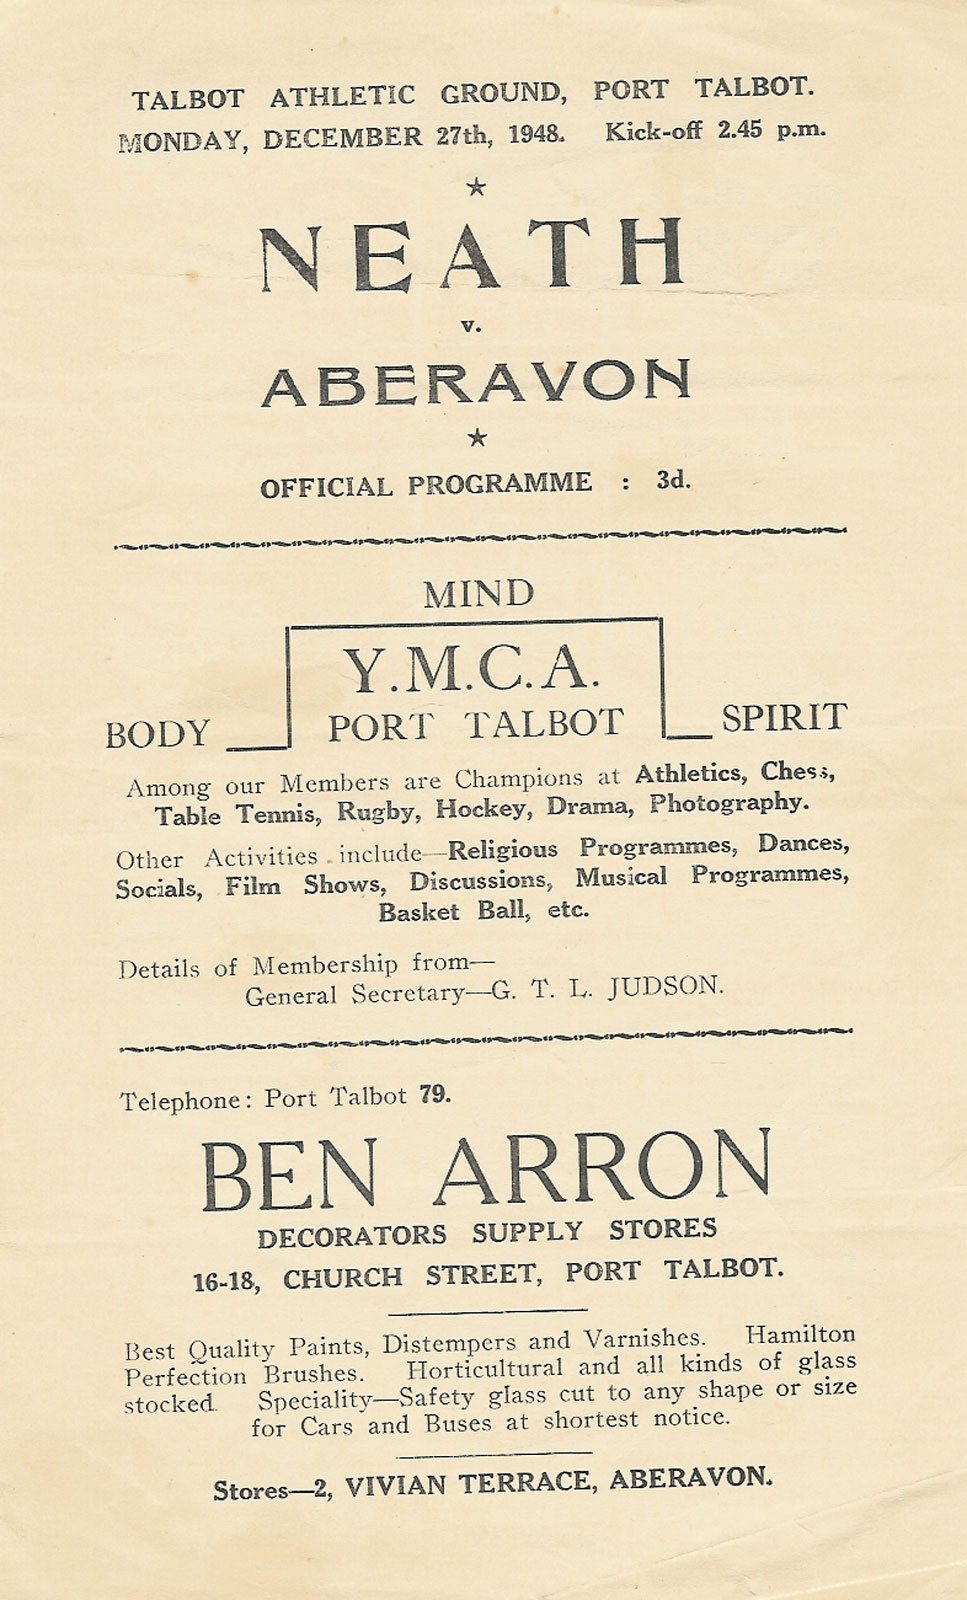 TALBOT ATHLETIC GROUND, PORT TALBOT.
MONDAY, DECEMBER 27th, 1948. Kick-off 2.45 p.m.
NEATH
v.
ABERAVON
OFFICIAL PROGRAMME : 3d.
MIND
Y.M.C.A.
BODY PORT TALBOT SPIRIT
Among our Members are Champions at Athletics, Chess,
Table Tennis, Rugby, Hockey, Drama, Photography.
Other Activities include—Religious Programmes, Dances,
Socials, Film Shows, Discussions, Musical Programmes,
Basket Ball, etc.
Details of Membership from—
General Secretary—G. T. L. JUDSON.
Telephone: Port Talbot 79.
BEN ARRON
DECORATORS SUPPLY STORES
16-18, CHURCH STREET, PORT TALBOT.
Best Quality Paints, Distempers and Varnishes. Hamilton
Perfection Brushes. Horticultural and all kinds of glass
stocked. Speciality—Safety glass cut to any shape or size
for Cars and Buses at shortest notice.
Stores—2, VIVIAN TERRACE, ABERAVON.